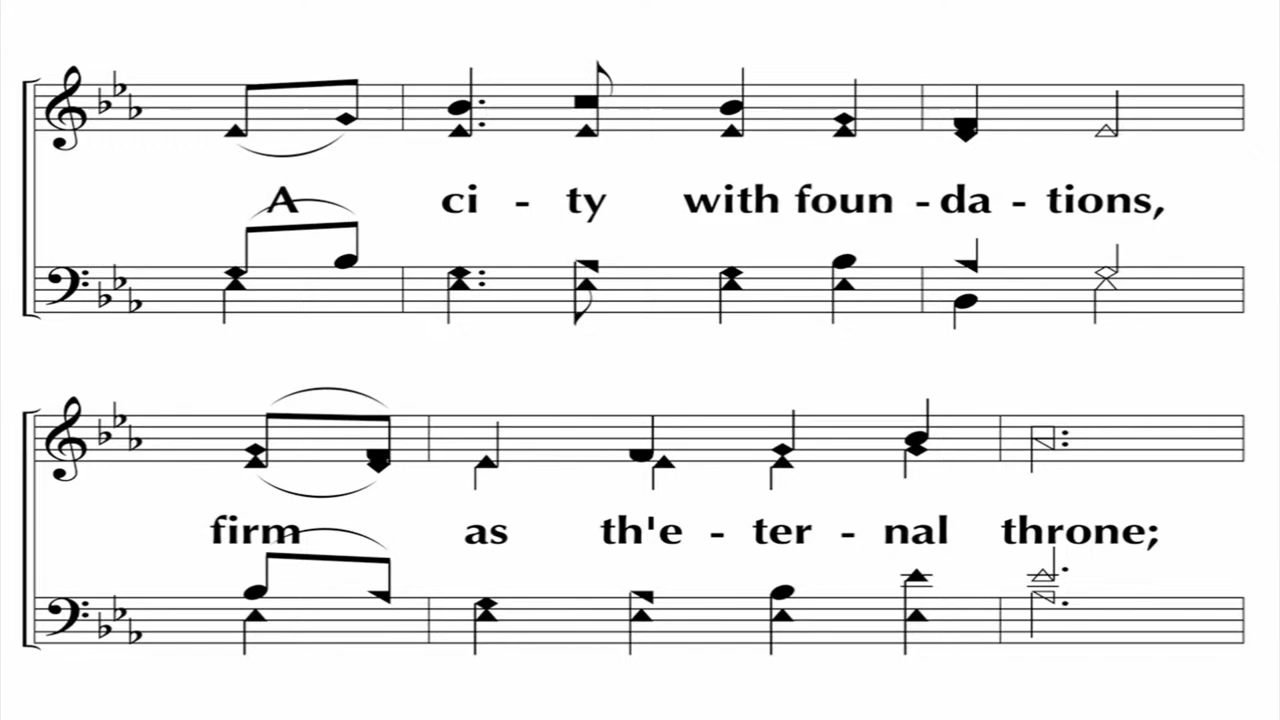 A ci - ty with foun - da - tions,
firm as th'e - ter - nal throne;